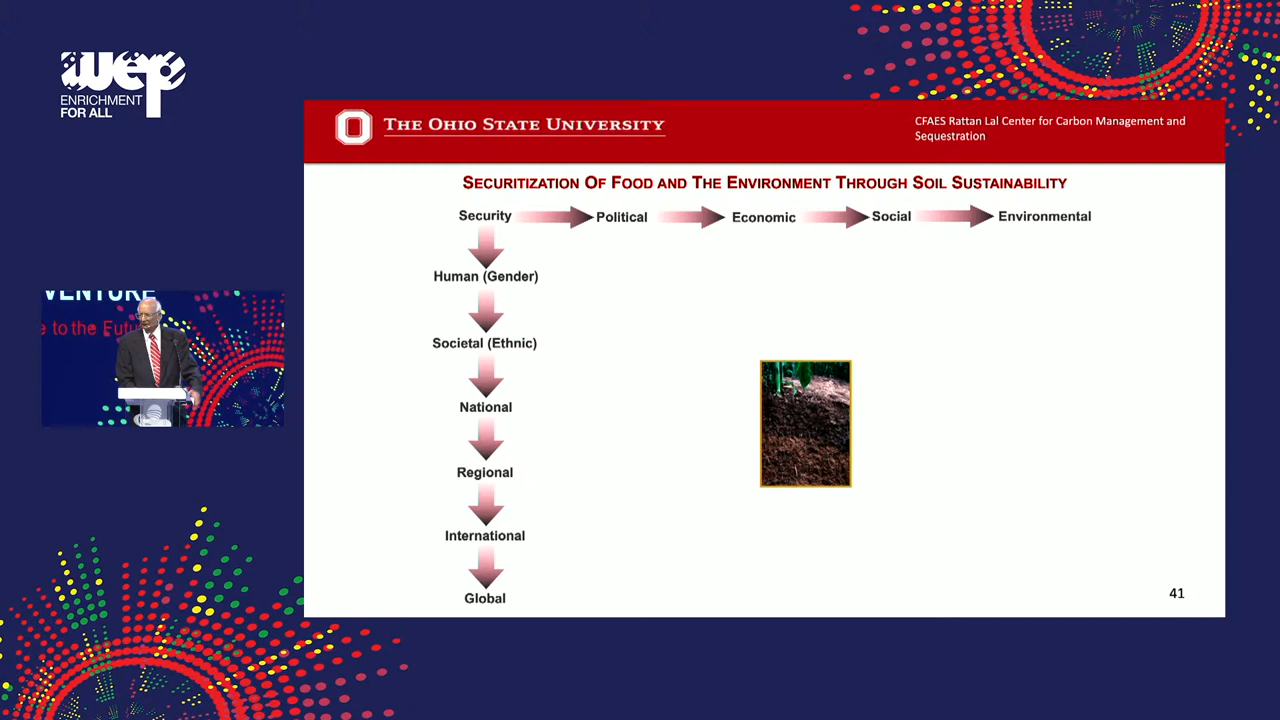 wep
ENRICHMENT
FOR ALL
THE OHIO STATE UNIVERSITY
CFAES Rattan Lal Center for Carbon Management and
Sequestration
SECURITIZATION OF FOOD AND THE ENVIRONMENT THROUGH SOIL SUSTAINABILITY
Security Political Economic Social Environmental
Human (Gender)
Societal (Ethnic)
National
Regional
International
Global
41
VENTURE
e to the Futu